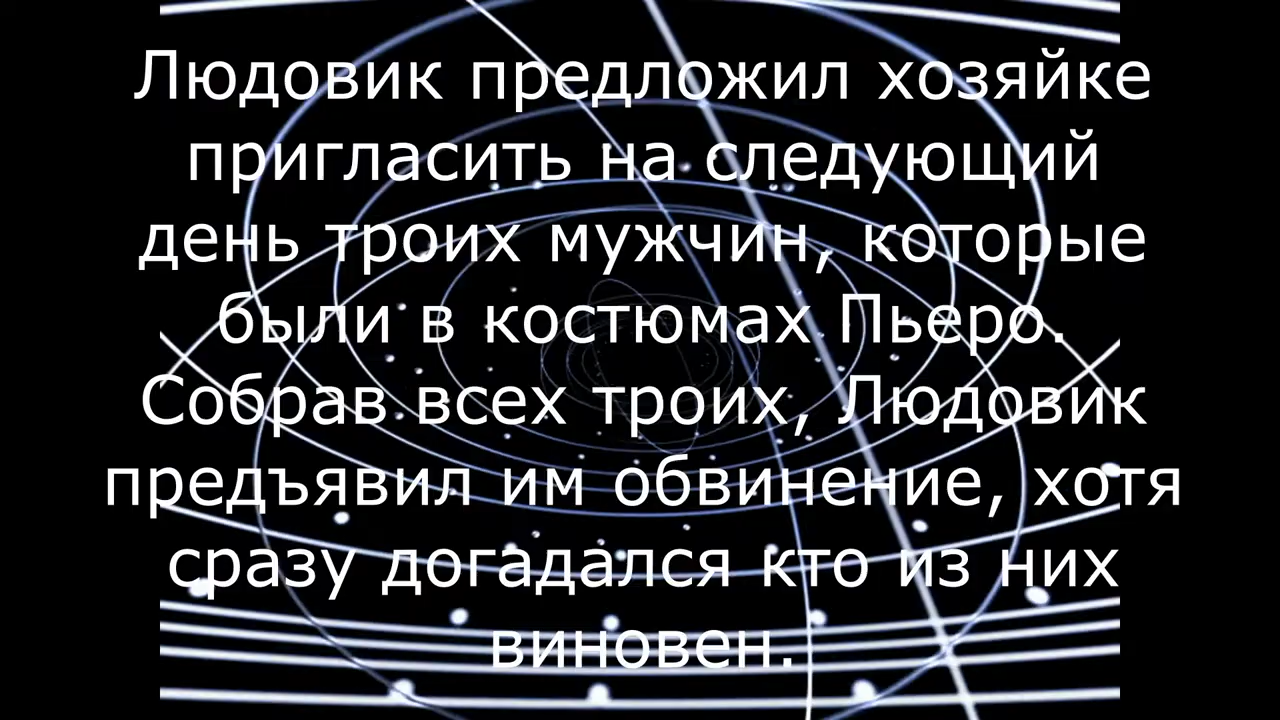 Людовик предложил хозяйке
пригласить на следующий
день троих мужчин, которые
были в костюмах Пьеро.
Собрав всех троих, Людовик
предъявил им обвинение, хотя
сразу догадался кто из них
виновен.